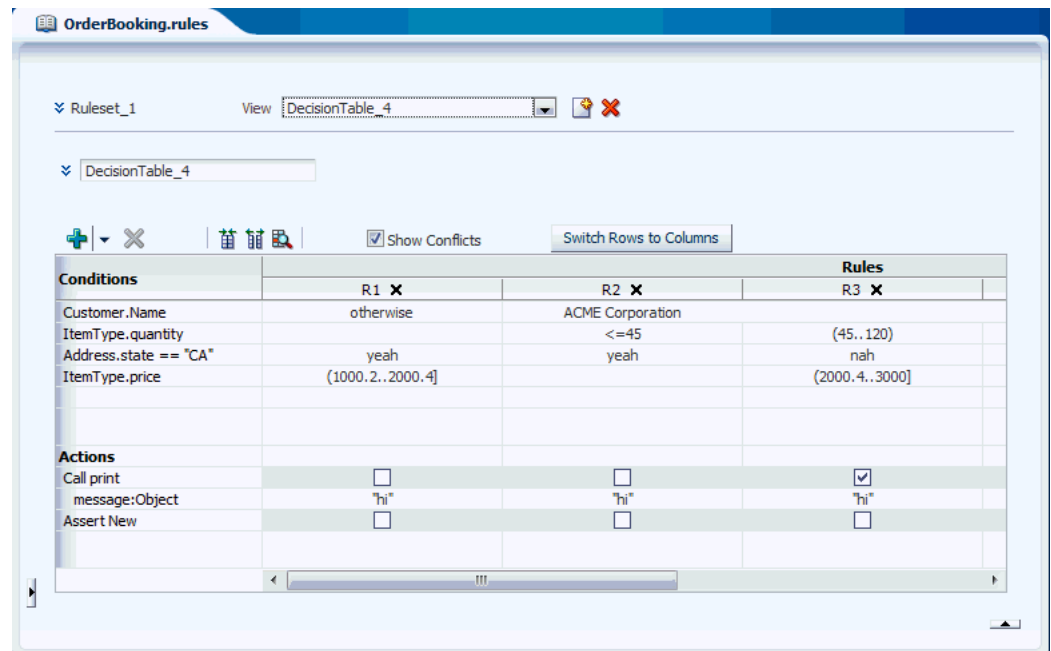 OrderBooking.rules
Ruleset_1 View DecisionTable_4
DecisionTable_4
Show Conflicts Switch Rows to Columns
Conditions Rules
R1 R2 R3
Customer.Name otherwise ACME Corporation
ItemType.quantity <=45 (45..120)
Address.state == "CA" yeah yeah nah
ItemType.price (1000.2..2000.4] (2000.4..3000]
Actions
Call print
message:Object "hi" "hi" "hi"
Assert New